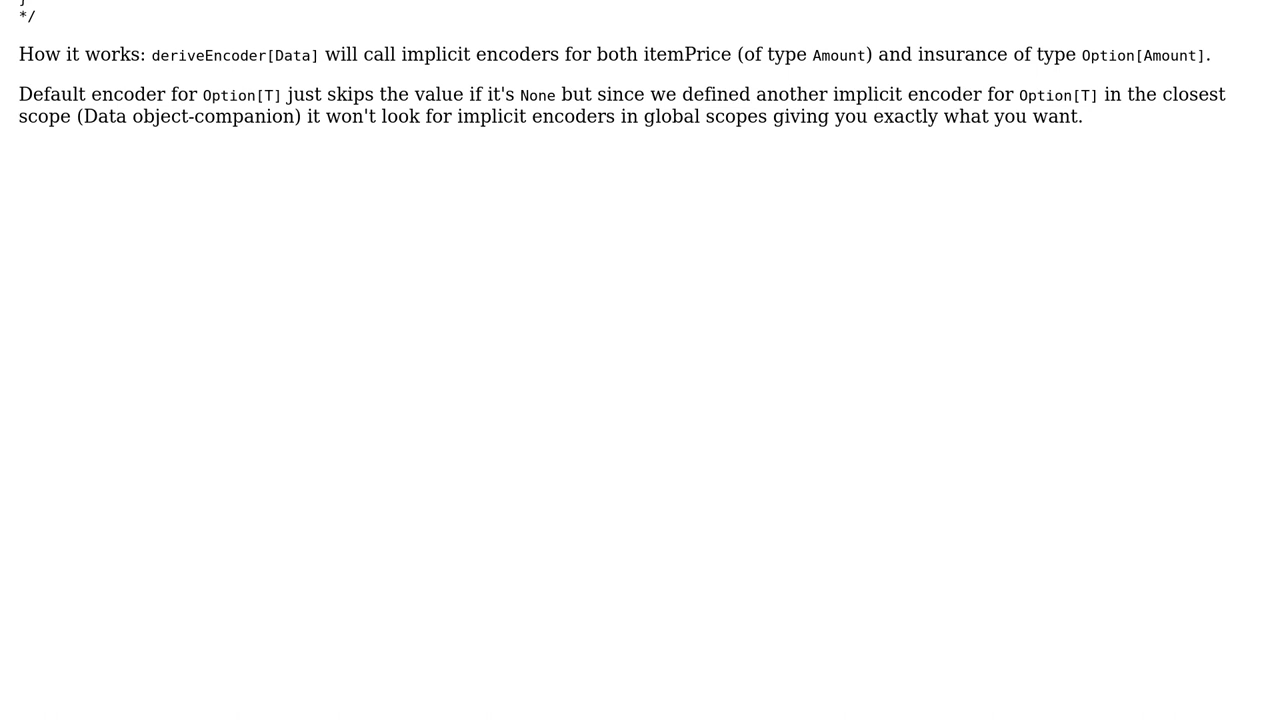 }
*/
How it works: deriveEncoder[Data] will call implicit encoders for both itemPrice (of type Amount) and insurance of type Option[Amount].
Default encoder for Option[T] just skips the value if it's None but since we defined another implicit encoder for Option[T] in the closest
scope (Data object-companion) it won't look for implicit encoders in global scopes giving you exactly what you want.